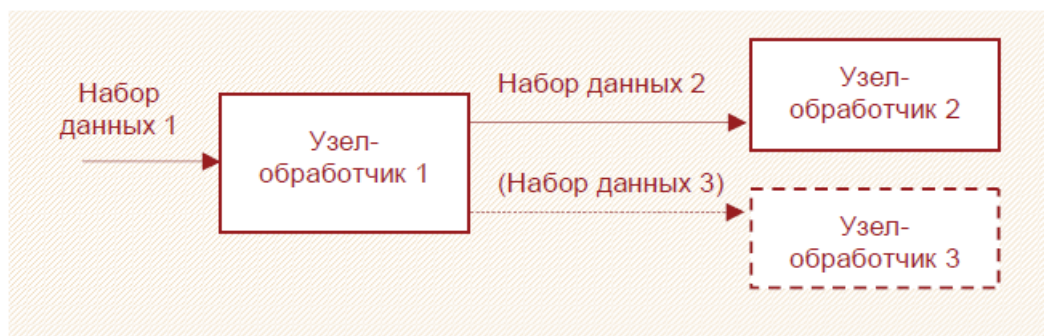 Набор
данных 1
Узел-
обработчик 1
Набор данных 2
Узел-
обработчик 2
(Набор данных 3)
Узел-
обработчик 3